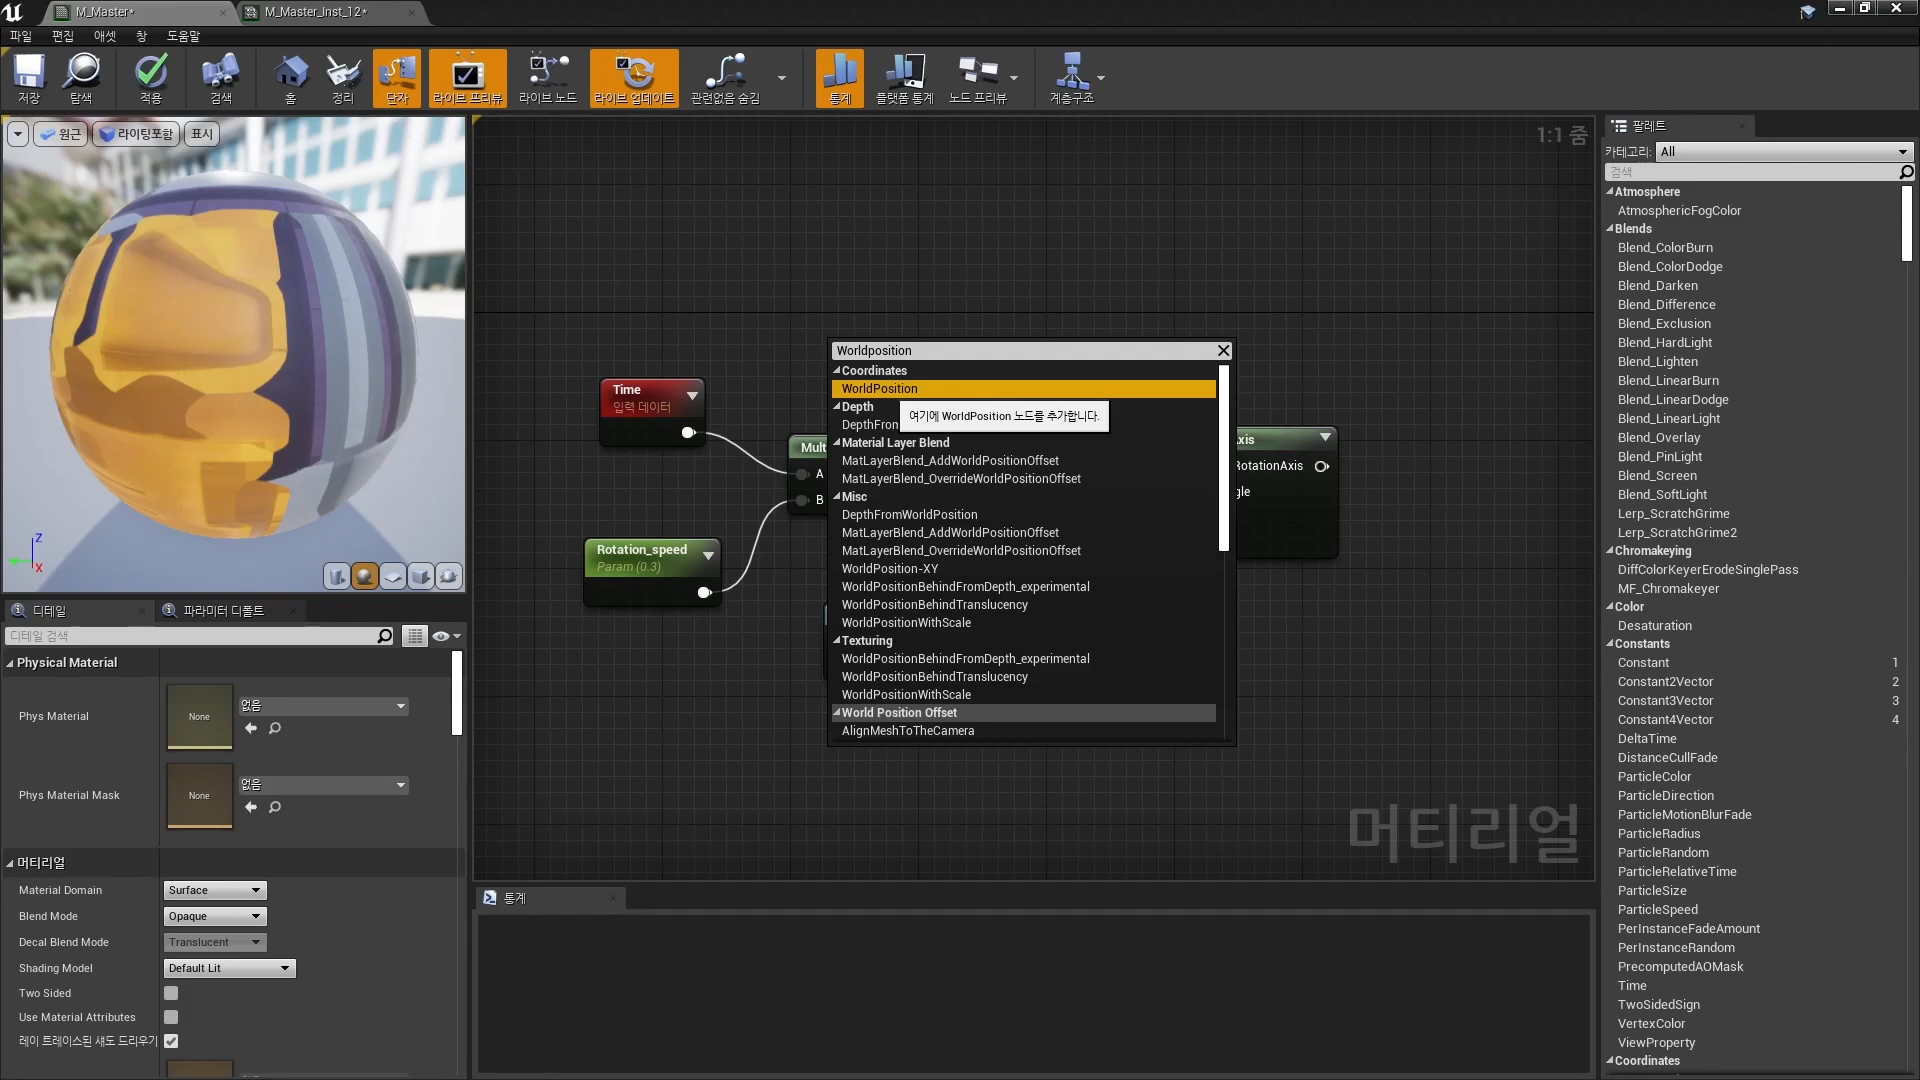 M_Master*
M_Master_Inst_12*
파일 편집 애셋 창 도움말
저장
탐색
적용
검색
홈
정리
단자
라이브 프리뷰
라이브 노드
라이브 업데이트
관련없음 숨김
통계
플랫폼 통계
노드 프리뷰
계층구조
원근
라이팅포함
표시
Z
X
디테일
파라미터 디폴트
디테일 검색
Physical Material
Phys Material
None
없음
Phys Material Mask
None
없음
머티리얼
Material Domain
Surface
Blend Mode
Opaque
Decal Blend Mode
Translucent
Shading Model
Default Lit
Two Sided
Use Material Attributes
레이 트레이스된 섀도 드리우기
1:1 줌
Time
입력 데이터
Rotation_speed
Param (0.3)
Mult
A
B
RotationAxis
Worldposition
Coordinates
WorldPosition
Depth
DepthFron
여기에 WorldPosition 노드를 추가합니다.
Material Layer Blend
MatLayerBlend_AddWorldPositionOffset
MatLayerBlend_OverrideWorldPositionOffset
Misc
DepthFromWorldPosition
MatLayerBlend_AddWorldPositionOffset
MatLayerBlend_OverrideWorldPositionOffset
WorldPosition-XY
WorldPositionBehindFromDepth_experimental
WorldPositionBehindTranslucency
WorldPositionWithScale
Texturing
WorldPositionBehindFromDepth_experimental
WorldPositionBehindTranslucency
WorldPositionWithScale
World Position Offset
AlignMeshToTheCamera
머티리얼
통계
팔레트
카테고리: All
검색
Atmosphere
AtmosphericFogColor
Blends
Blend_ColorBurn
Blend_ColorDodge
Blend_Darken
Blend_Difference
Blend_Exclusion
Blend_HardLight
Blend_Lighten
Blend_LinearBurn
Blend_LinearDodge
Blend_LinearLight
Blend_Overlay
Blend_PinLight
Blend_Screen
Blend_SoftLight
Lerp_ScratchGrime
Lerp_ScratchGrime2
Chromakeying
DiffColorKeyerErodeSinglePass
MF_Chromakeyer
Color
Desaturation
Constants
Constant 1
Constant2Vector 2
Constant3Vector 3
Constant4Vector 4
DeltaTime
DistanceCullFade
ParticleColor
ParticleDirection
ParticleMotionBlurFade
ParticleRadius
ParticleRandom
ParticleRelativeTime
ParticleSize
ParticleSpeed
PerInstanceFadeAmount
PerInstanceRandom
PrecomputedAOMask
Time
TwoSidedSign
VertexColor
ViewProperty
Coordinates